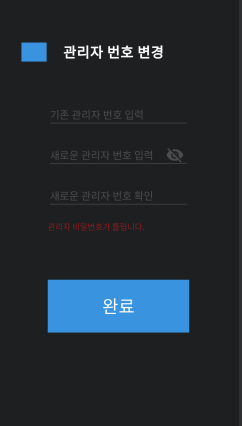 관리자 번호 변경
기존 관리자 번호 입력
새로운 관리자 번호 입력
새로운 관리자 번호 확인
관리자 비밀번호가 틀립니다.
완료